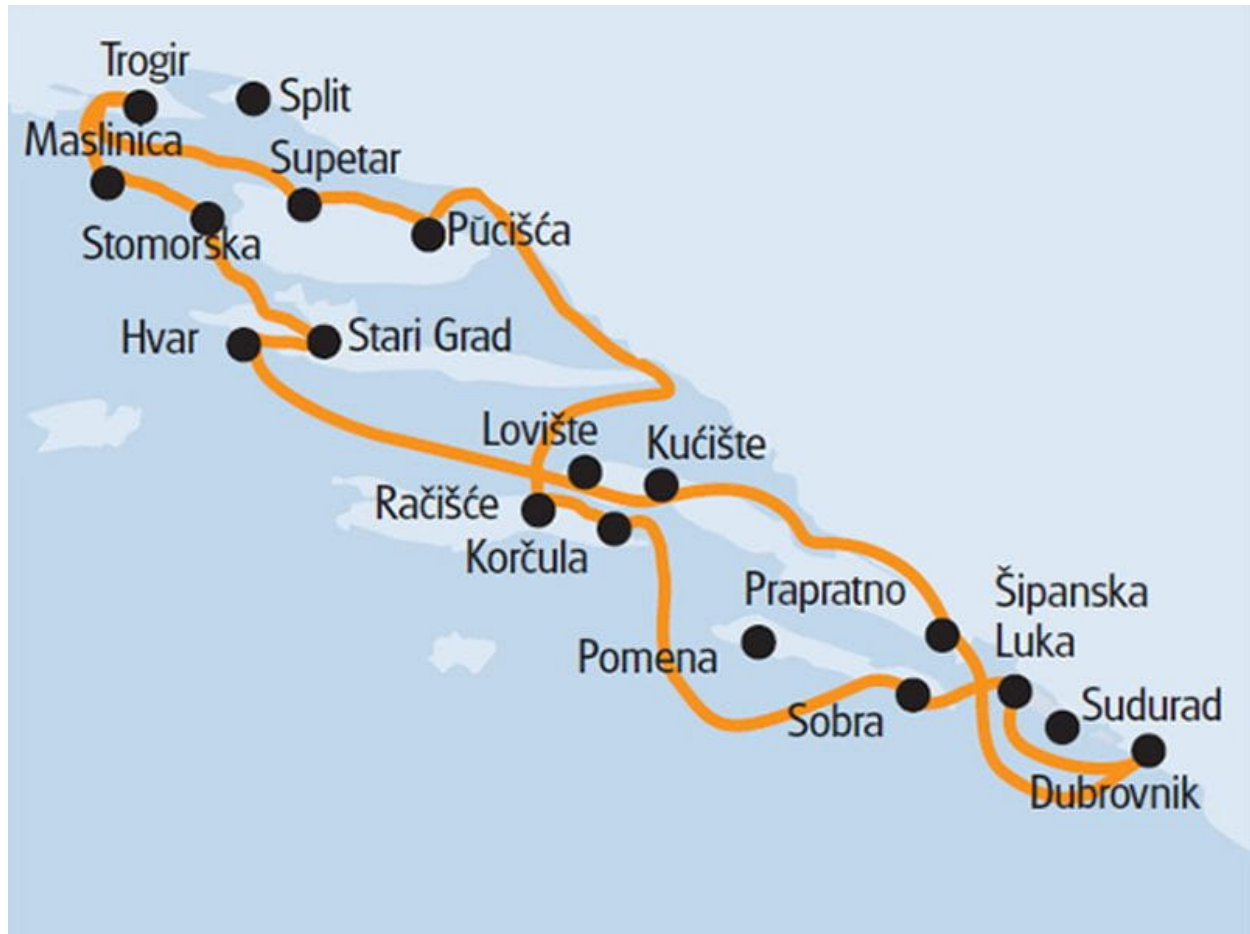 Trogir
Split
Maslinica
Supetar
Stomorska
Pŭcišća
Hvar
Stari Grad
Lovište
Kućište
Račišće
Korčula
Prapratno
Šipanska
Luka
Pomena
Sobra
Sudurad
Dubrovnik